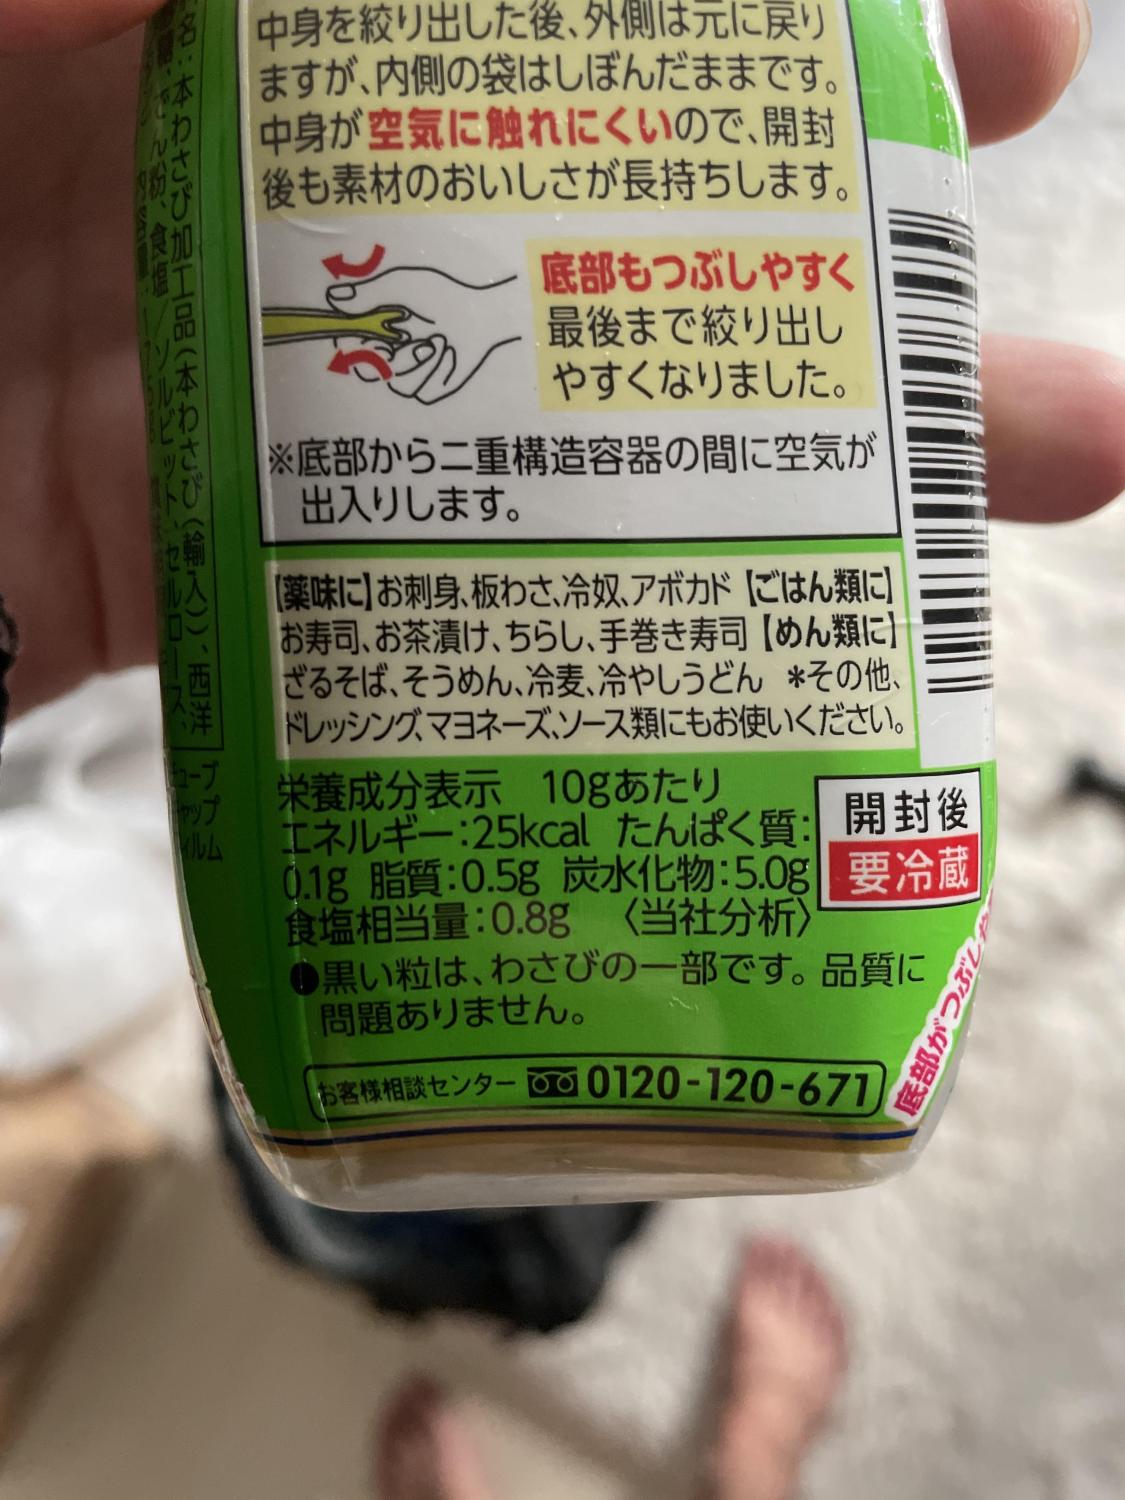 中身を絞り出した後、外側は元に戻り
ますが、内側の袋はしぼんだままです。
中身が空気に触れにくいので、開封
後も素材のおいしさが長持ちします。
底部もつぶしやすく
最後まで絞り出し
やすくなりました。
※底部から二重構造容器の間に空気が
出入りします。
【薬味に】お刺身、板わさ、冷奴、アボカド【ごはん類に】
お寿司、お茶漬け、ちらし、手巻き寿司【めん類に】
ざるそば、そうめん、冷麦、冷やしうどん ＊その他、
ドレッシング、マヨネーズ、ソース類にもお使いください。
栄養成分表示 10gあたり
エネルギー:25kcal たんぱく質:
0.1g 脂質:0.5g 炭水化物:5.0g
食塩相当量:0.8g 〈当社分析〉
開封後
要冷蔵
●黒い粒は、わさびの一部です。品質に
問題ありません。
お客様相談センター 0120-120-671
底部がつぶしや
名:本わさび加工品(本わさび(輸入)、西洋
でん粉、食塩/ソルビット、セルロース、
内容量:175g